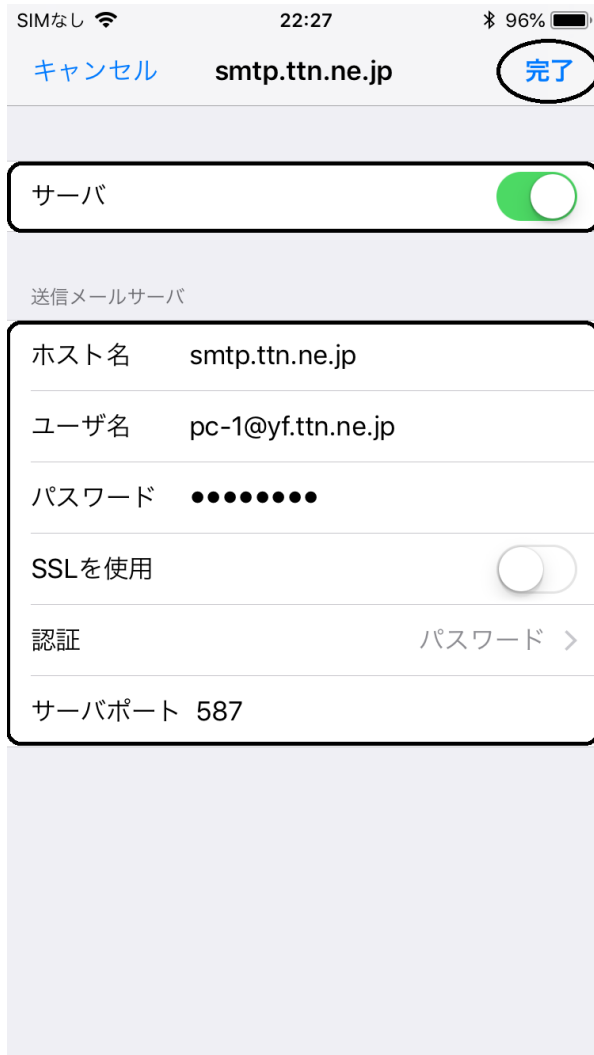 SIMなし 22:27 96%
キャンセル smtp.ttn.ne.jp 完了
サーバ
送信メールサーバ
ホスト名 smtp.ttn.ne.jp
ユーザ名 pc-1@yf.ttn.ne.jp
パスワード ●●●●●●●●
SSLを使用
認証 パスワード
サーバポート 587